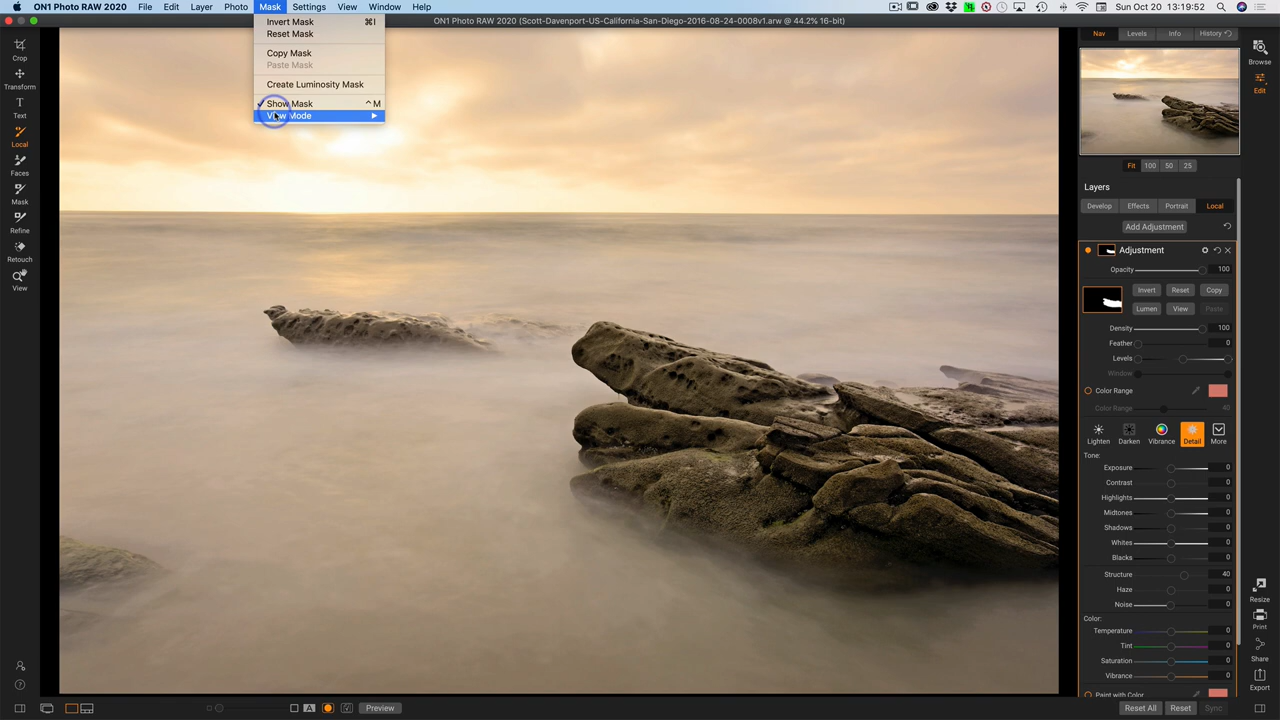 ON1 Photo RAW 2020 File Edit Layer Photo Mask Settings View Window Help Sun Oct 20 13:19:52
ON1 Photo RAW 2020 (Scott-Davenport-US-California-San-Diego-2016-08-24-0008v1.arw @ 44.2% 16-bit)
Invert Mask ⌘I
Reset Mask
Copy Mask
Paste Mask
Create Luminosity Mask
✓ Show Mask ^M
View Mode ▶
Crop
Transform
Text
Local
Faces
Mask
Refine
Retouch
View
Nav Levels Info History
Fit 100 50 25
Layers
Develop Effects Portrait Local
Add Adjustment
Adjustment
Opacity 100
Invert Reset Copy
Lumen View Paste
Density 100
Feather 0
Levels
Window
Color Range
Color Range 40
Lighten Darken Vibrance Detail More
Tone:
Exposure 0
Contrast 0
Highlights 0
Midtones 0
Shadows 0
Whites 0
Blacks 0
Structure 40
Haze 0
Noise 0
Color:
Temperature 0
Tint 0
Saturation 0
Vibrance 0
Paint with Color
Reset All Reset Sync
Browse
Edit
Resize
Print
Share
Export
A Preview